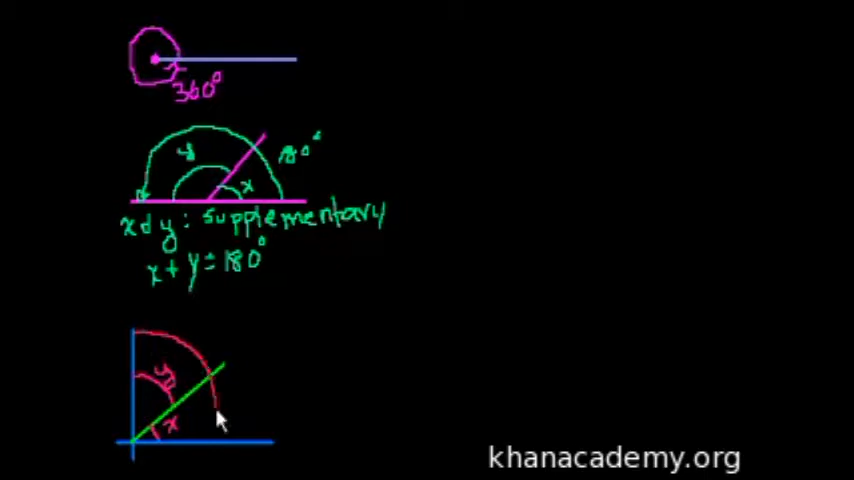 360°
y 180°
x
x & y: supplementary
x + y = 180°
y
x
khanacademy.org